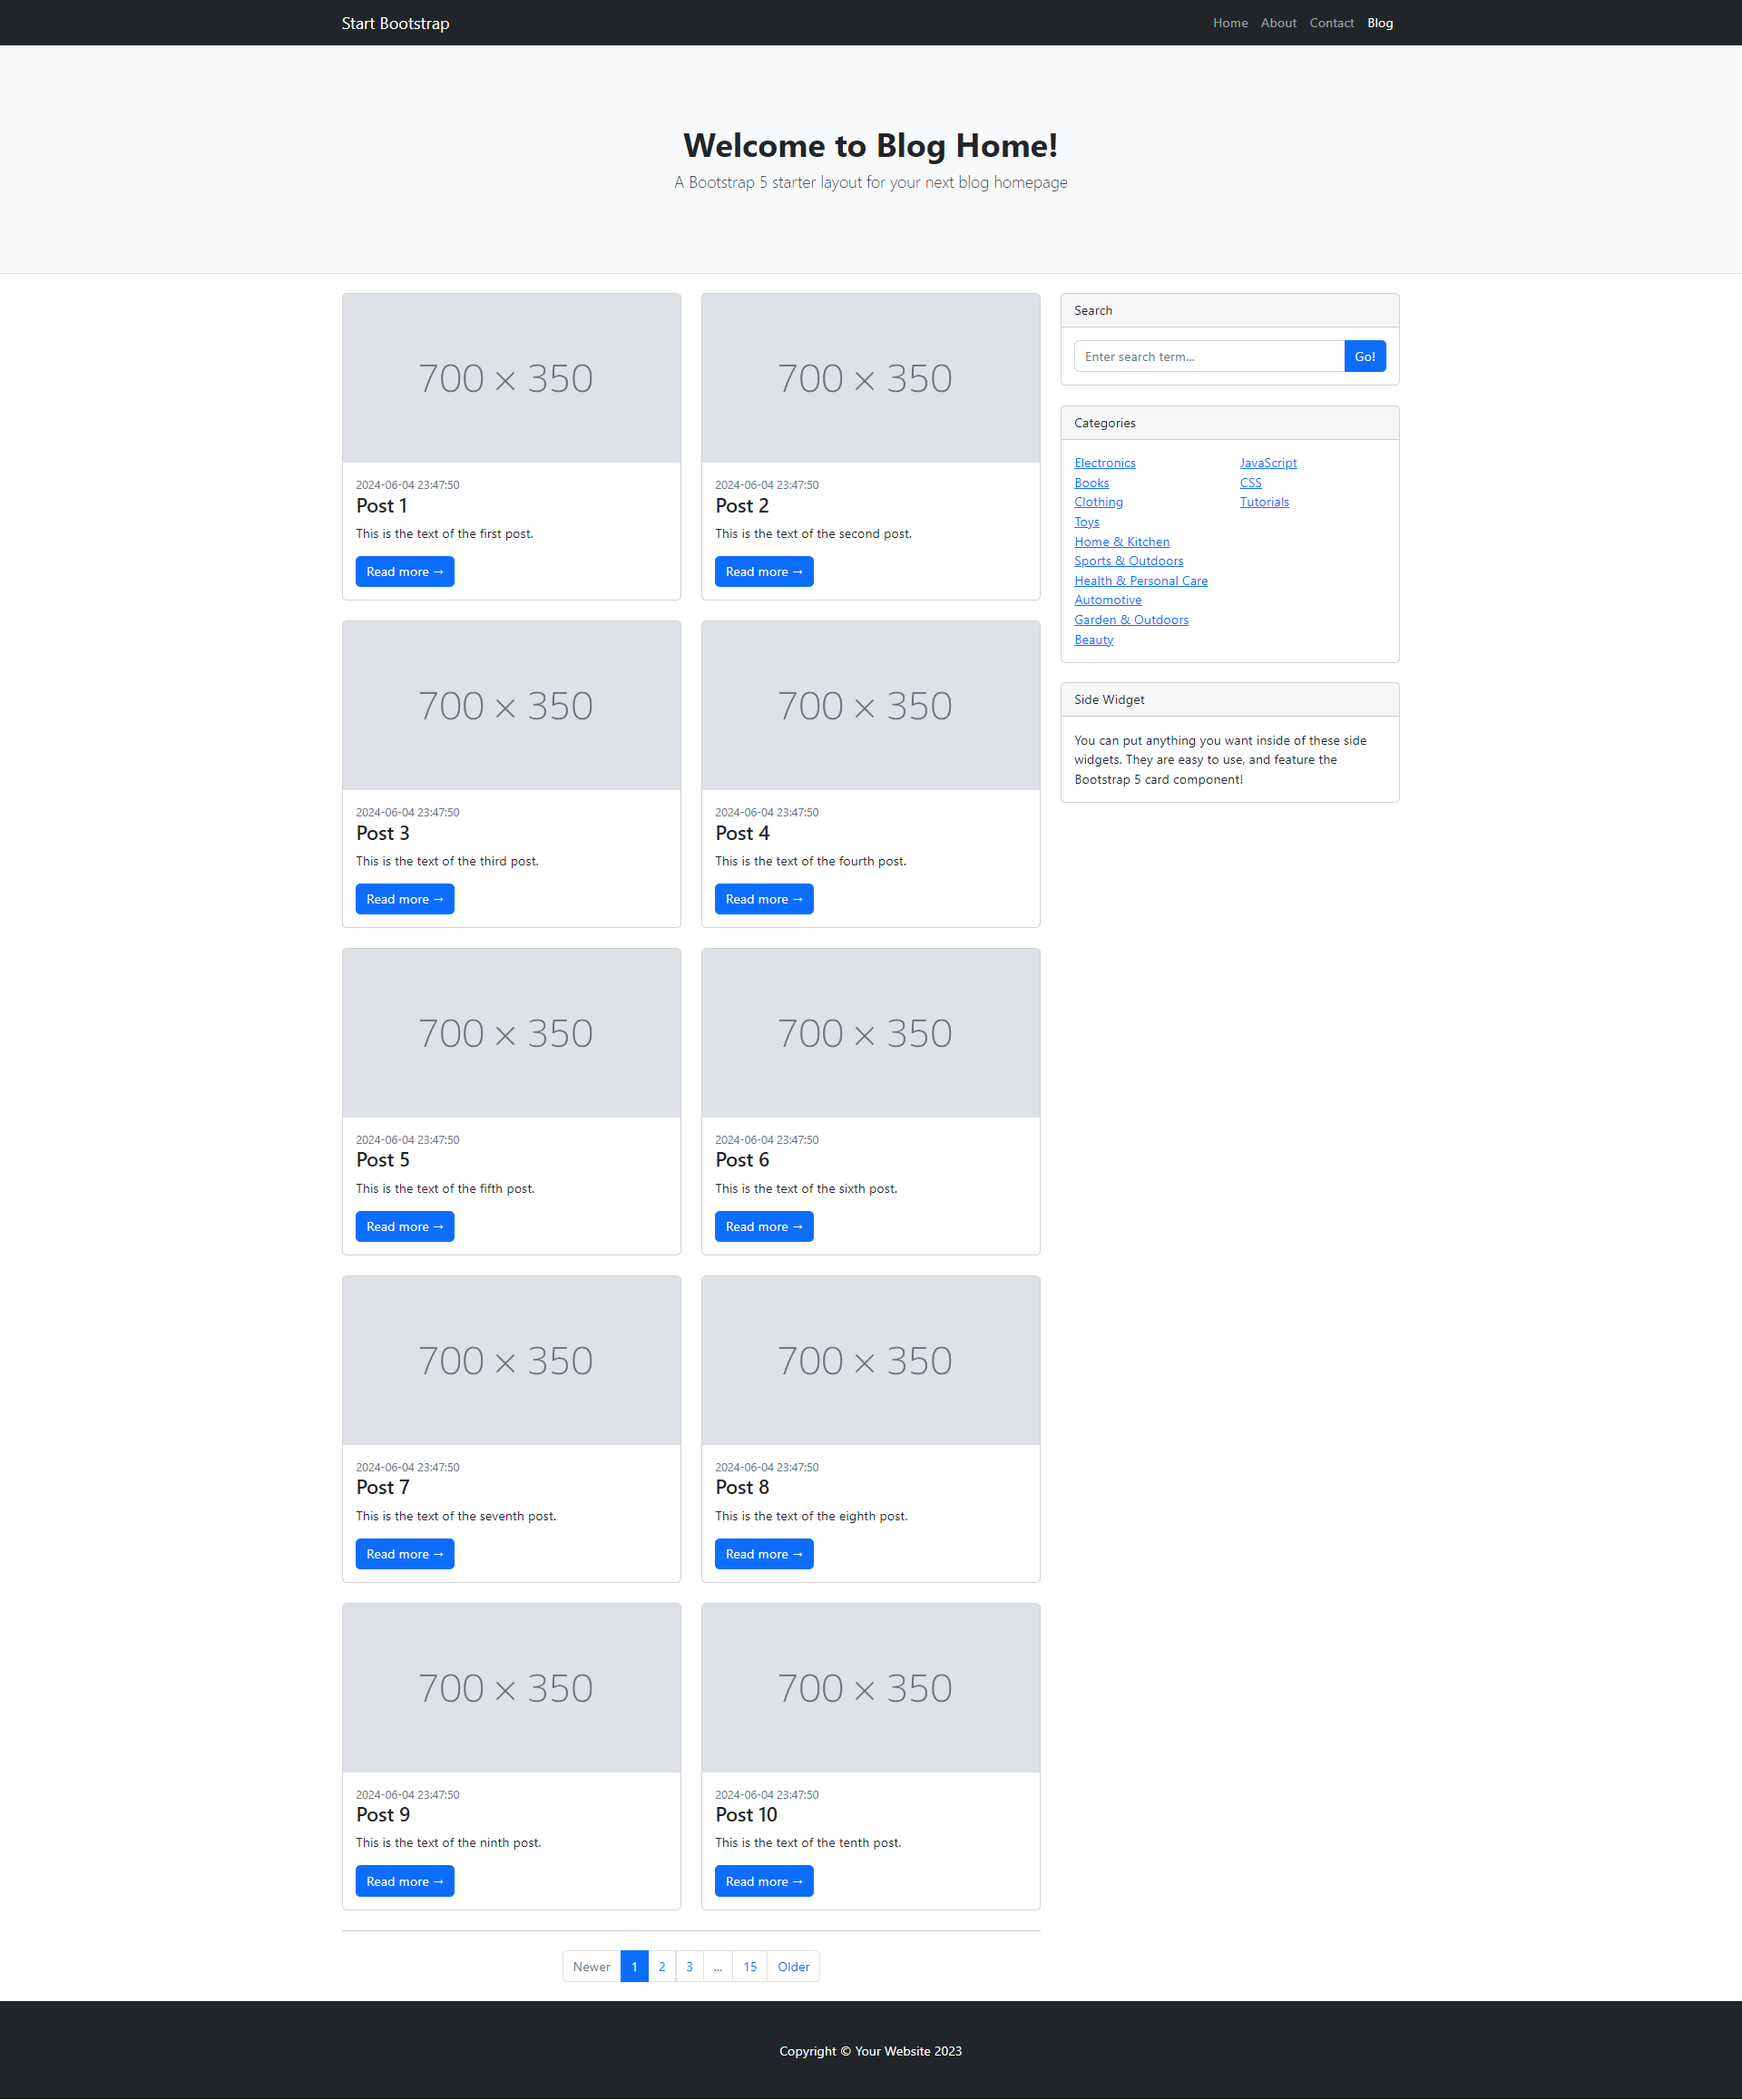 Start Bootstrap
Home About Contact Blog
Welcome to Blog Home!
A Bootstrap 5 starter layout for your next blog homepage
700 × 350
2024-06-04 23:47:50
Post 1
This is the text of the first post.
Read more →
700 × 350
2024-06-04 23:47:50
Post 2
This is the text of the second post.
Read more →
700 × 350
2024-06-04 23:47:50
Post 3
This is the text of the third post.
Read more →
700 × 350
2024-06-04 23:47:50
Post 4
This is the text of the fourth post.
Read more →
700 × 350
2024-06-04 23:47:50
Post 5
This is the text of the fifth post.
Read more →
700 × 350
2024-06-04 23:47:50
Post 6
This is the text of the sixth post.
Read more →
700 × 350
2024-06-04 23:47:50
Post 7
This is the text of the seventh post.
Read more →
700 × 350
2024-06-04 23:47:50
Post 8
This is the text of the eighth post.
Read more →
700 × 350
2024-06-04 23:47:50
Post 9
This is the text of the ninth post.
Read more →
700 × 350
2024-06-04 23:47:50
Post 10
This is the text of the tenth post.
Read more →
Newer 1 2 3 ... 15 Older
Search
Enter search term... Go!
Categories
Electronics
Books
Clothing
Toys
Home & Kitchen
Sports & Outdoors
Health & Personal Care
Automotive
Garden & Outdoors
Beauty
JavaScript
CSS
Tutorials
Side Widget
You can put anything you want inside of these side
widgets. They are easy to use, and feature the
Bootstrap 5 card component!
Copyright © Your Website 2023